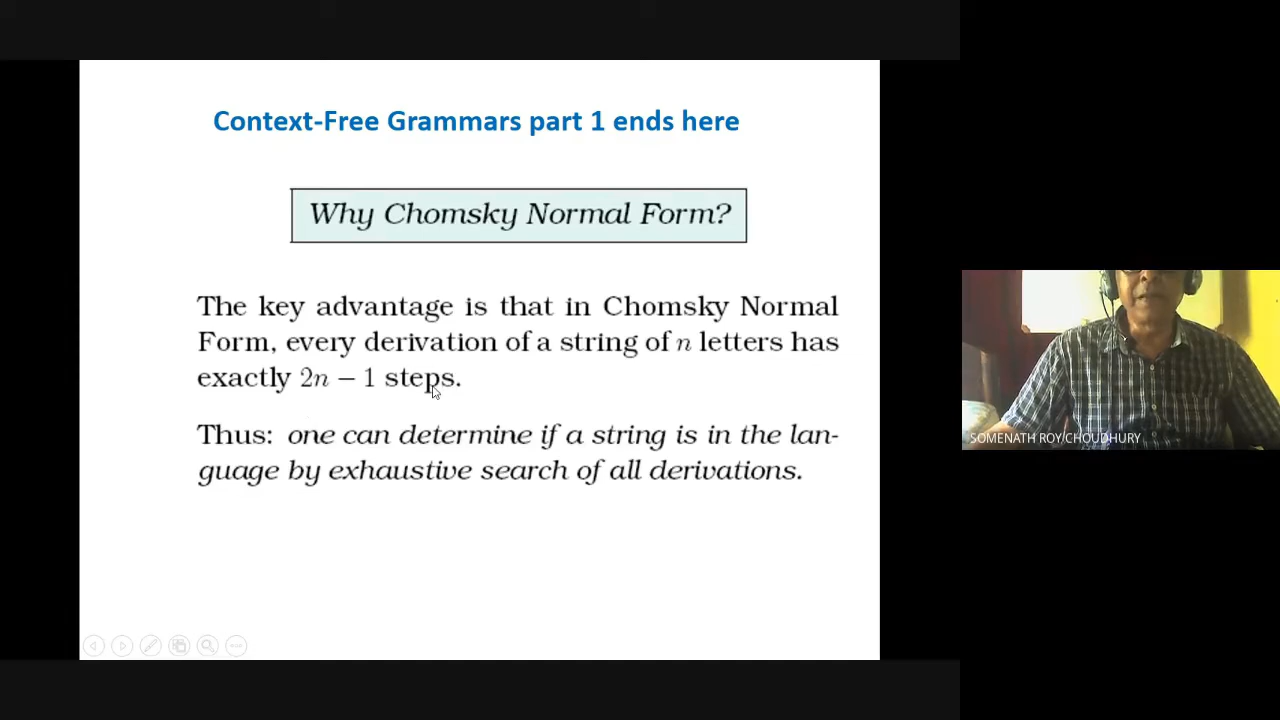 Context-Free Grammars part 1 ends here
Why Chomsky Normal Form?
The key advantage is that in Chomsky Normal
Form, every derivation of a string of n letters has
exactly 2n − 1 steps.
Thus: one can determine if a string is in the lan-
guage by exhaustive search of all derivations.
SOMENATH ROY/CHOUDHURY